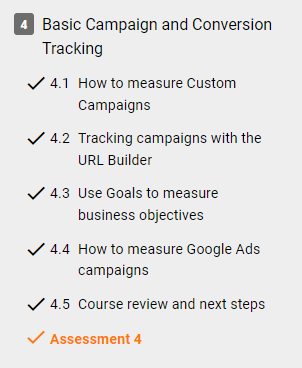 4 Basic Campaign and Conversion
Tracking
4.1 How to measure Custom
Campaigns
4.2 Tracking campaigns with the
URL Builder
4.3 Use Goals to measure
business objectives
4.4 How to measure Google Ads
campaigns
4.5 Course review and next steps
Assessment 4